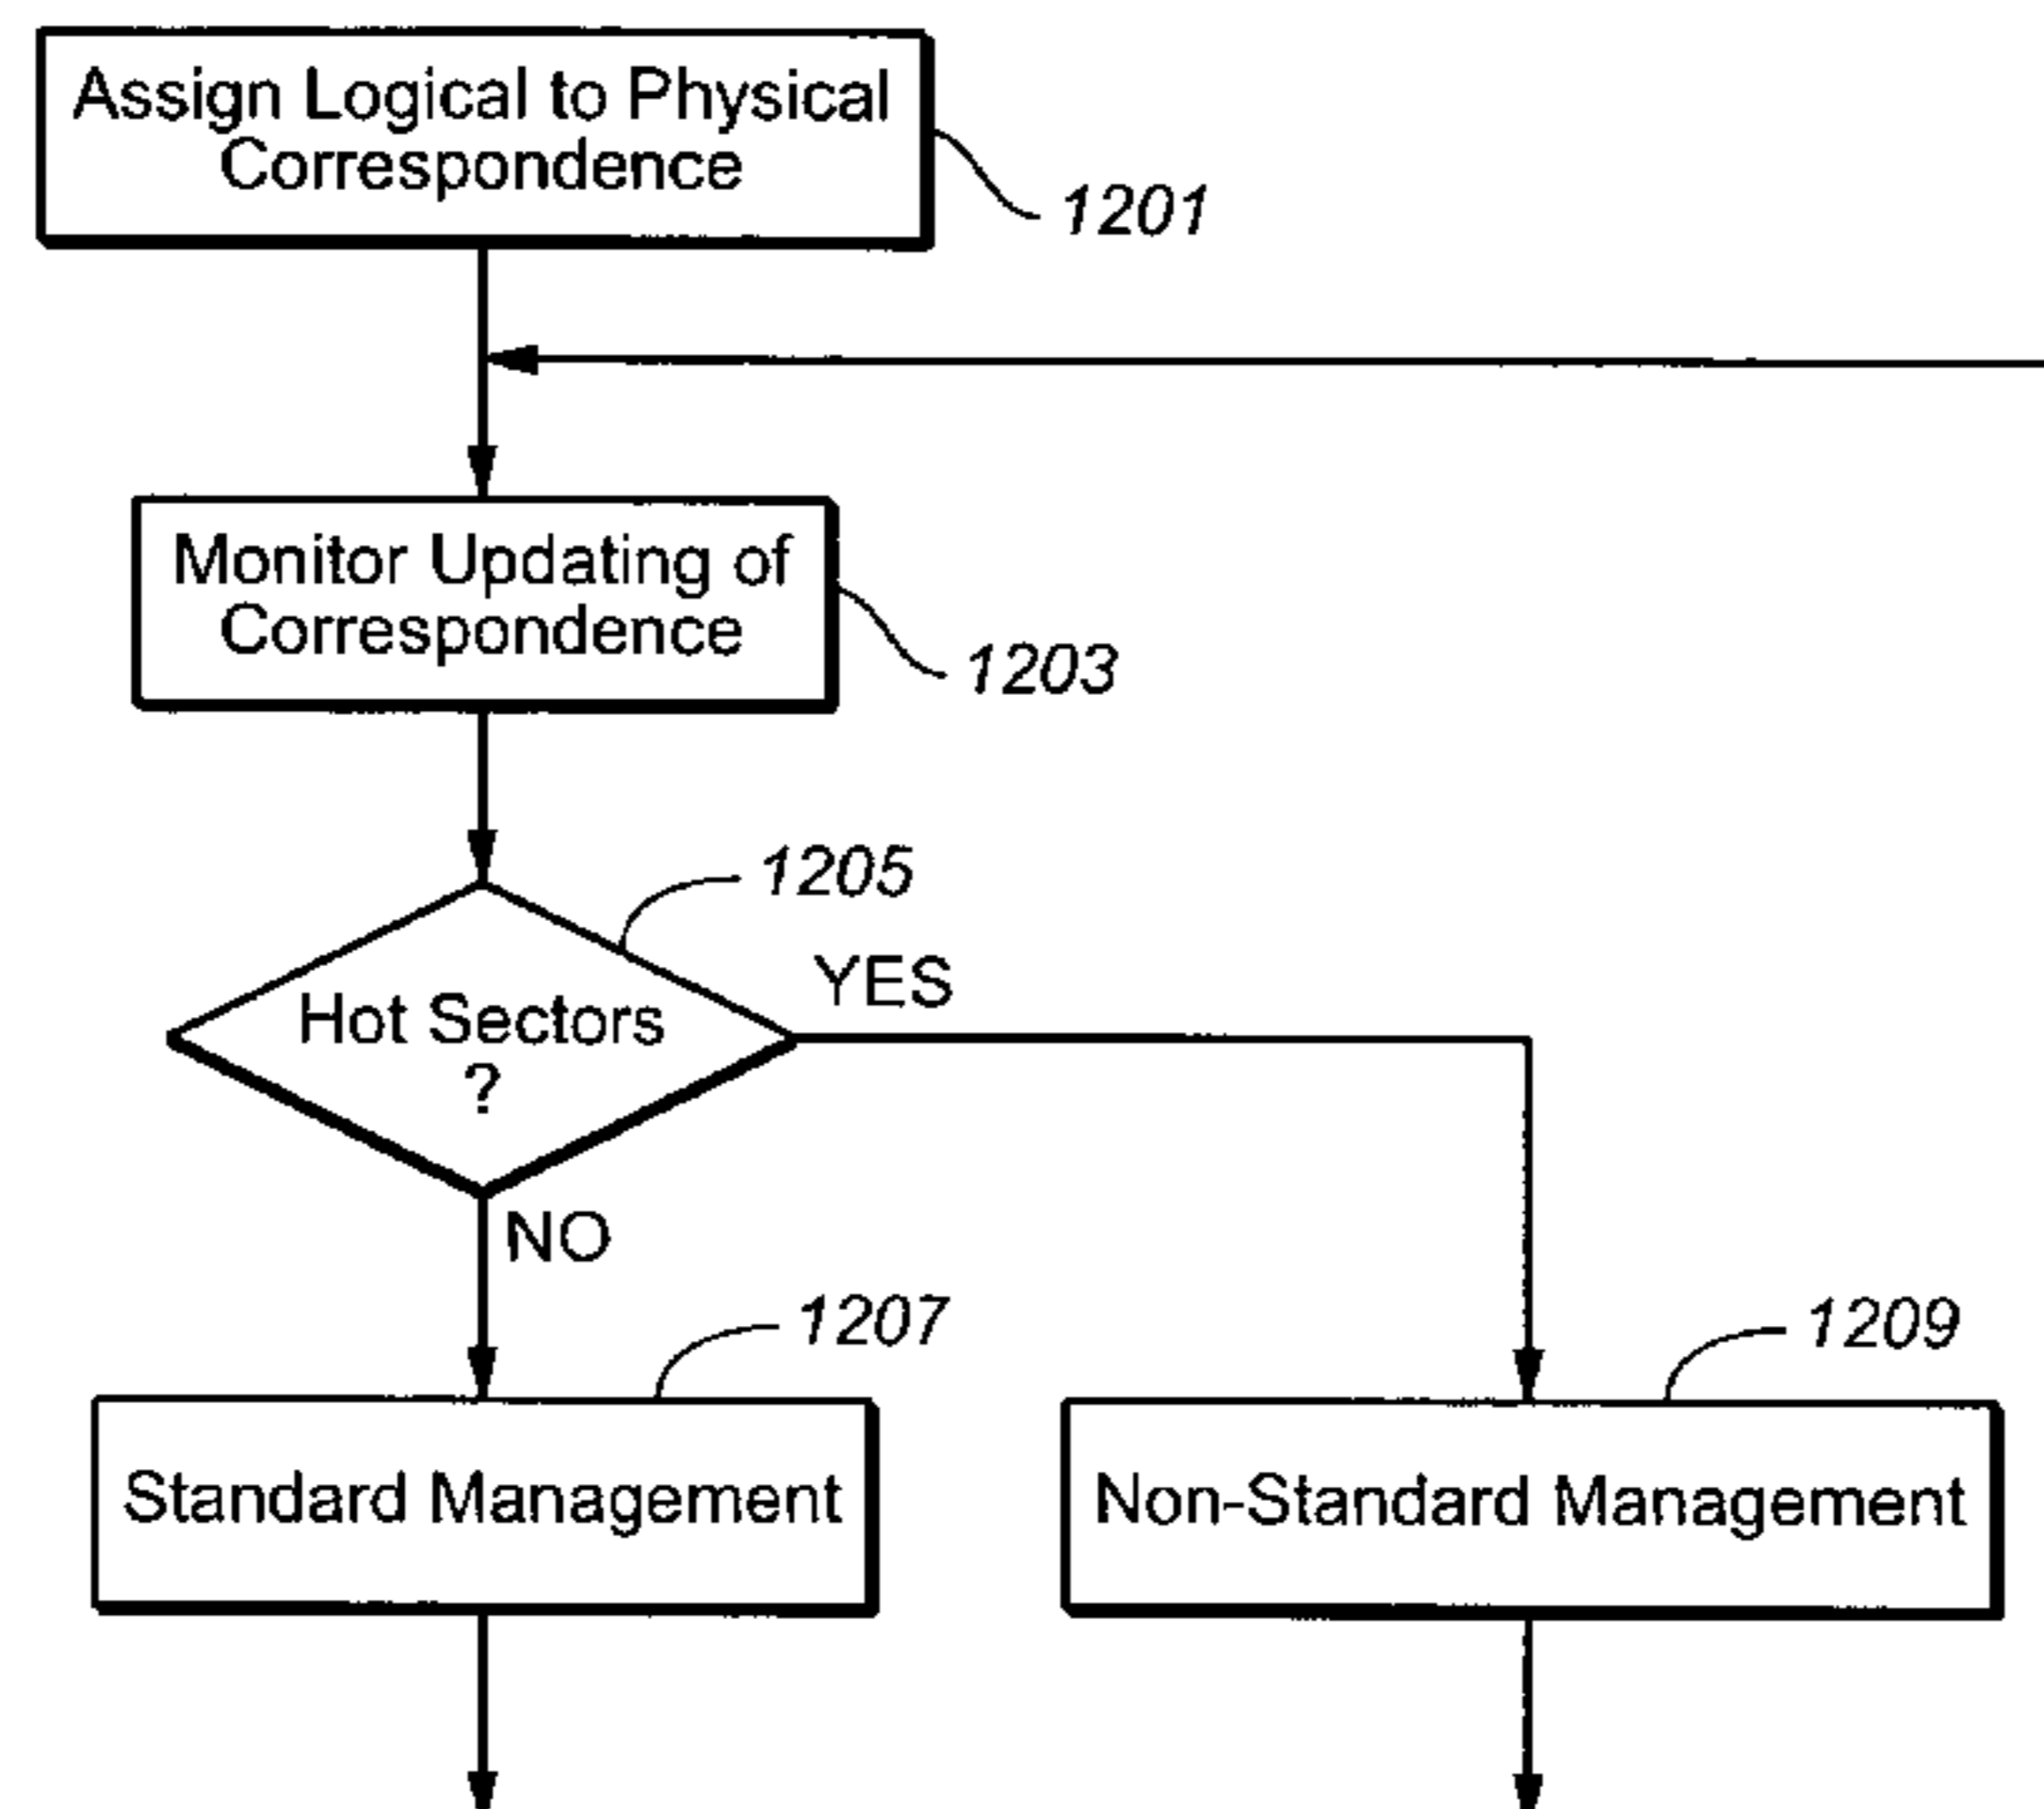 Assign Logical to Physical
Correspondence
1201
Monitor Updating of
Correspondence
1203
1205
YES
Hot Sectors
?
NO
1207
1209
Standard Management
Non-Standard Management